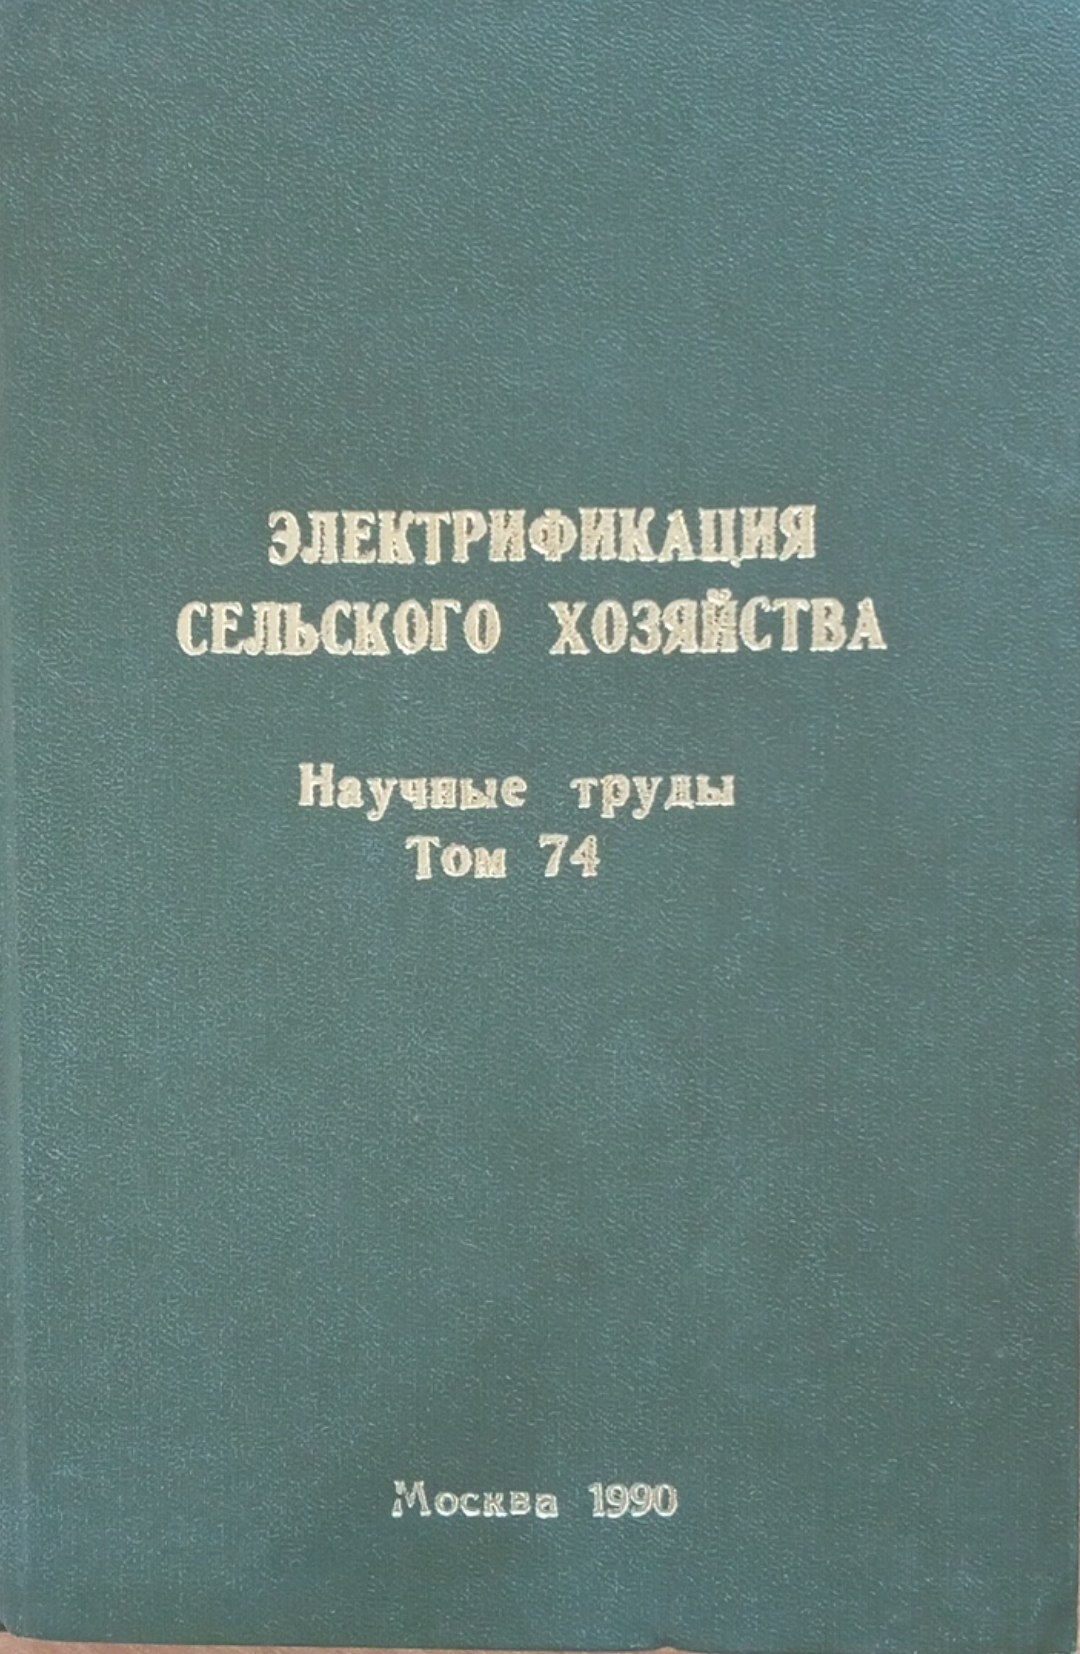 ЭЛЕКТРИФИКАЦИЯ
СЕЛЬСКОГО ХОЗЯЙСТВА
Научные труды
Том 74
Москва 1990